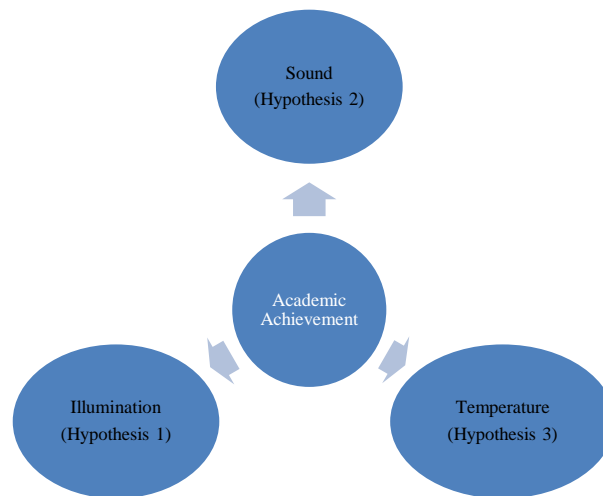 Sound
(Hypothesis 2)
Academic
Achievement
Illumination
(Hypothesis 1)
Temperature
(Hypothesis 3)